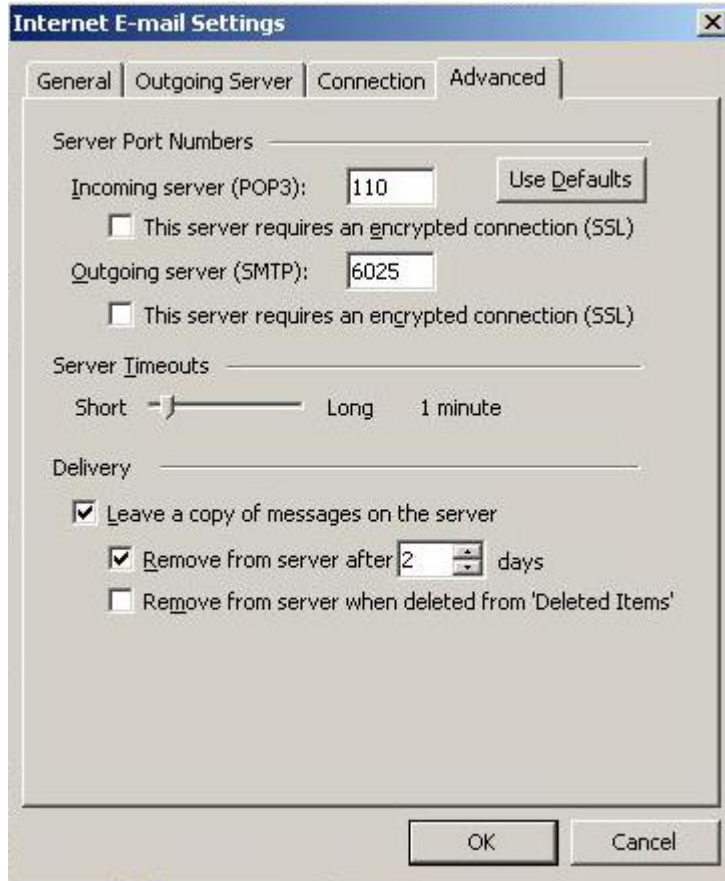 Internet E-mail Settings
General Outgoing Server Connection Advanced
Server Port Numbers
Incoming server (POP3): 110 Use Defaults
This server requires an encrypted connection (SSL)
Outgoing server (SMTP): 6025
This server requires an encrypted connection (SSL)
Server Timeouts
Short Long 1 minute
Delivery
Leave a copy of messages on the server
Remove from server after 2 days
Remove from server when deleted from 'Deleted Items'
OK Cancel